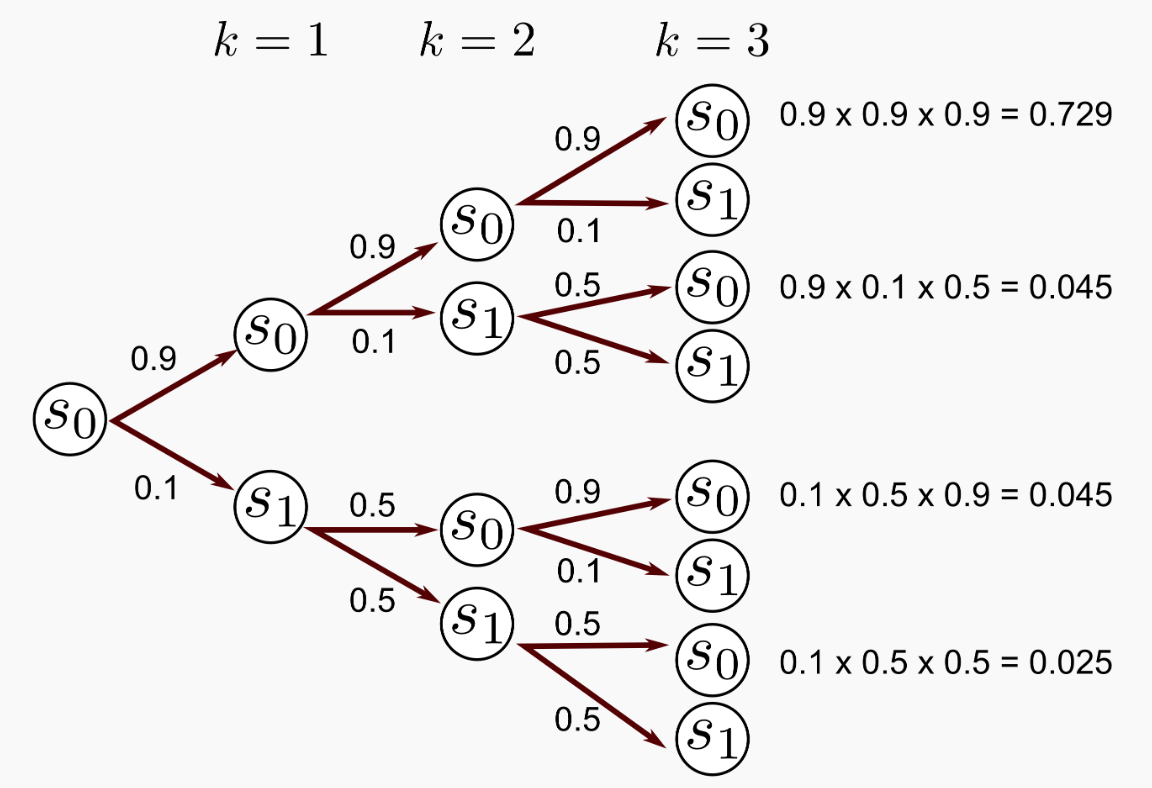 k = 1 k = 2 k = 3
s0 0.9 x 0.9 x 0.9 = 0.729
0.9
s1
0.9 s0 0.1
0.5 s0 0.9 x 0.1 x 0.5 = 0.045
0.9 s0 0.1 s1 0.5 s1
s0
0.1 s1 0.5 s0 0.9 s0 0.1 x 0.5 x 0.9 = 0.045
0.1 s1
0.5 s1 0.5 s0 0.1 x 0.5 x 0.5 = 0.025
0.5 s1